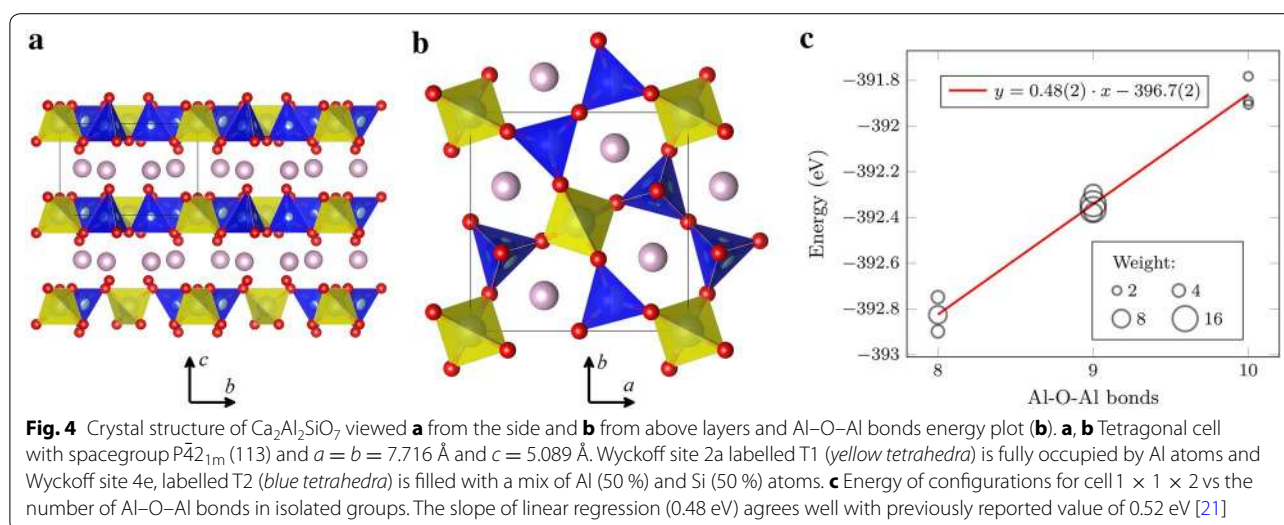 a
b
c
c
b
b
a
Energy (eV)
−391.8
−392
−392.2
−392.4
−392.6
−392.8
−393
y = 0.48(2) · x − 396.7(2)
Weight:
2 4
8 16
8 9 10
Al-O-Al bonds
Fig. 4 Crystal structure of Ca₂Al₂SiO₇ viewed a from the side and b from above layers and Al–O–Al bonds energy plot (b). a, b Tetragonal cell
with spacegroup P4̄2₁ₘ (113) and a = b = 7.716 Å and c = 5.089 Å. Wyckoff site 2a labelled T1 (yellow tetrahedra) is fully occupied by Al atoms and
Wyckoff site 4e, labelled T2 (blue tetrahedra) is filled with a mix of Al (50 %) and Si (50 %) atoms. c Energy of configurations for cell 1 × 1 × 2 vs the
number of Al–O–Al bonds in isolated groups. The slope of linear regression (0.48 eV) agrees well with previously reported value of 0.52 eV [21]